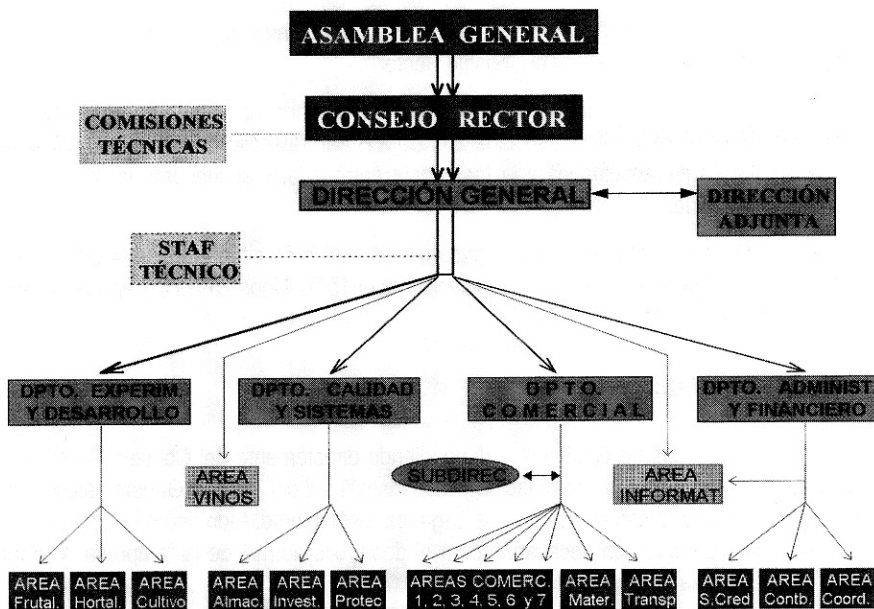 ASAMBLEA GENERAL
COMISIONES
TÉCNICAS
CONSEJO RECTOR
DIRECCIÓN GENERAL
DIRECCIÓN
ADJUNTA
STAF
TÉCNICO
DPTO. EXPERIM.
Y DESARROLLO
DPTO. CALIDAD
Y SISTEMAS
DPTO.
COMERCIAL
DPTO. ADMINIST.
Y FINANCIERO
AREA
VINOS
SUBDIREC
AREA
INFORMAT
AREA
Frutal.
AREA
Hortal.
AREA
Cultivo
AREA
Almac.
AREA
Invest.
AREA
Protec
AREAS COMERC.
1, 2, 3, 4, 5, 6 y 7
AREA
Mater.
AREA
Transp
AREA
S.Cred
AREA
Contb.
AREA
Coord.